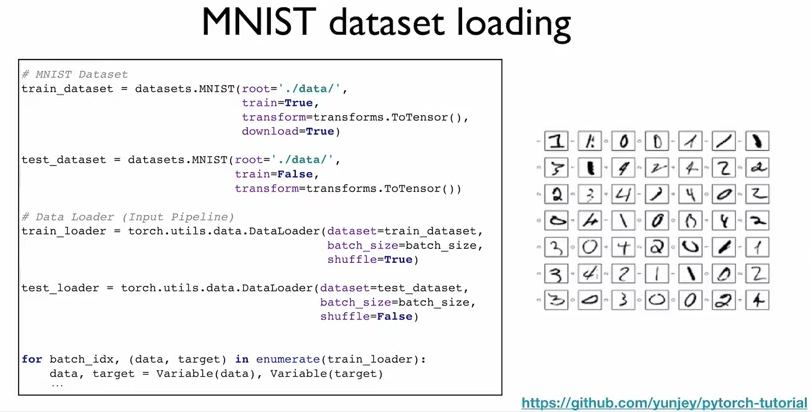 MNIST dataset loading
# MNIST Dataset
train_dataset = datasets.MNIST(root='./data/',
train=True,
transform=transforms.ToTensor(),
download=True)
test_dataset = datasets.MNIST(root='./data/',
train=False,
transform=transforms.ToTensor())
# Data Loader (Input Pipeline)
train_loader = torch.utils.data.DataLoader(dataset=train_dataset,
batch_size=batch_size,
shuffle=True)
test_loader = torch.utils.data.DataLoader(dataset=test_dataset,
batch_size=batch_size,
shuffle=False)
for batch_idx, (data, target) in enumerate(train_loader):
data, target = Variable(data), Variable(target)
...
https://github.com/yunjey/pytorch-tutorial